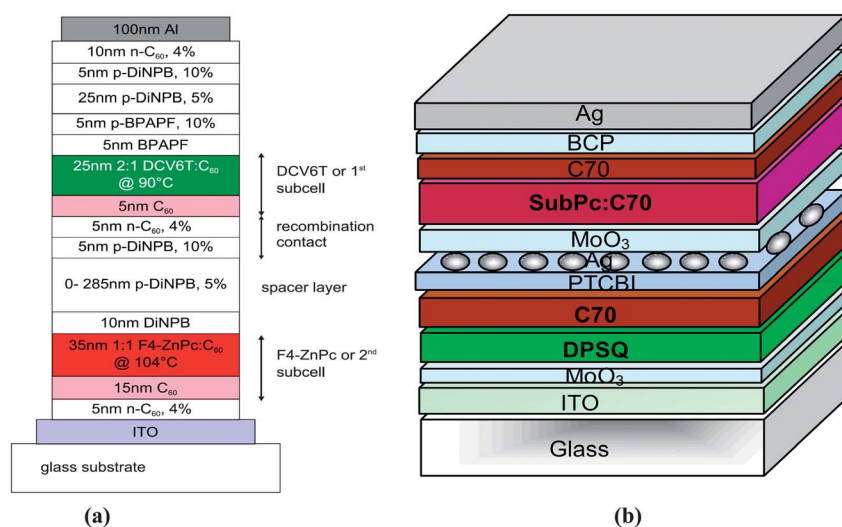 100nm Al
10nm n-C60, 4%
5nm p-DiNPB, 10%
25nm p-DiNPB, 5%
5nm p-BPAPF, 10%
5nm BPAPF
25nm 2:1 DCV6T:C60
@ 90°C
5nm C60
5nm n-C60, 4%
5nm p-DiNPB, 10%
0- 285nm p-DiNPB, 5%
10nm DiNPB
35nm 1:1 F4-ZnPc:C60
@ 104°C
15nm C60
5nm n-C60, 4%
ITO
glass substrate
DCV6T or 1st
subcell
recombination
contact
spacer layer
F4-ZnPc or 2nd
subcell
(a)
Ag
BCP
C70
SubPc:C70
MoO3
Ag
PTCBI
C70
DPSQ
MoO3
ITO
Glass
(b)